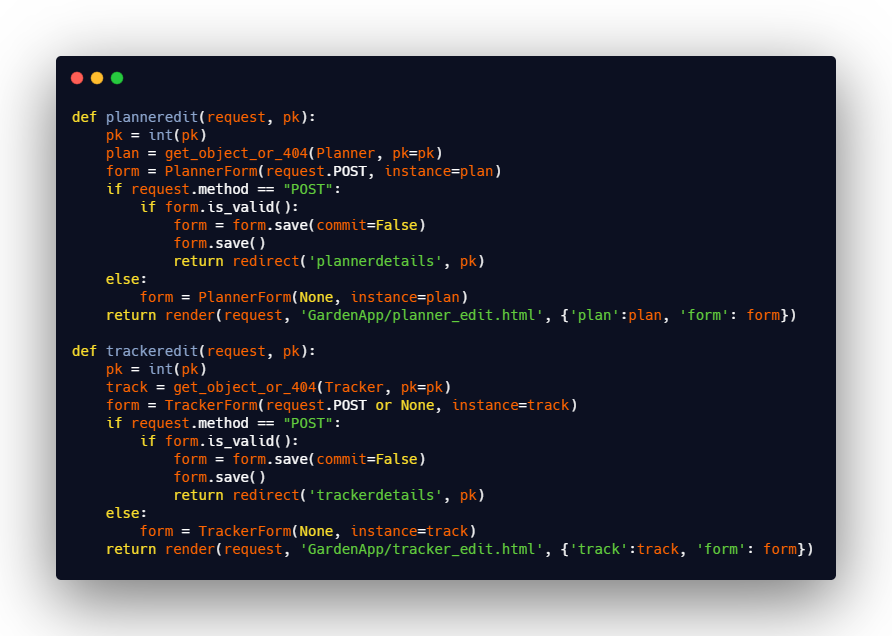 def planneredit(request, pk):
    pk = int(pk)
    plan = get_object_or_404(Planner, pk=pk)
    form = PlannerForm(request.POST, instance=plan)
    if request.method == "POST":
        if form.is_valid():
            form = form.save(commit=False)
            form.save()
            return redirect('plannerdetails', pk)
    else:
        form = PlannerForm(None, instance=plan)
    return render(request, 'GardenApp/planner_edit.html', {'plan':plan, 'form': form})

def trackeredit(request, pk):
    pk = int(pk)
    track = get_object_or_404(Tracker, pk=pk)
    form = TrackerForm(request.POST or None, instance=track)
    if request.method == "POST":
        if form.is_valid():
            form = form.save(commit=False)
            form.save()
            return redirect('trackerdetails', pk)
    else:
        form = TrackerForm(None, instance=track)
    return render(request, 'GardenApp/tracker_edit.html', {'track':track, 'form': form})